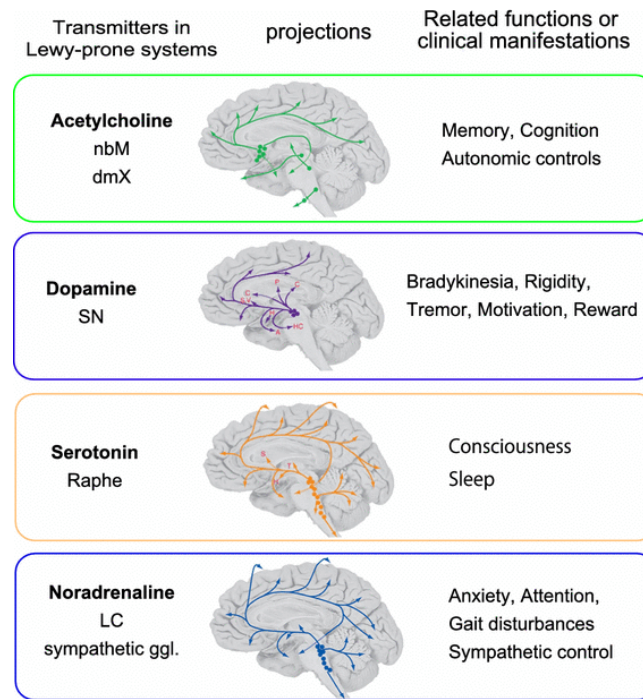 Transmitters in
Lewy-prone systems
projections
Related functions or
clinical manifestations
Acetylcholine
nbM
dmX
Memory, Cognition
Autonomic controls
Dopamine
SN
Bradykinesia, Rigidity,
Tremor, Motivation, Reward
P
C
A
HC
Serotonin
Raphe
Consciousness
Sleep
S
T
Noradrenaline
LC
sympathetic ggl.
Anxiety, Attention,
Gait disturbances
Sympathetic control